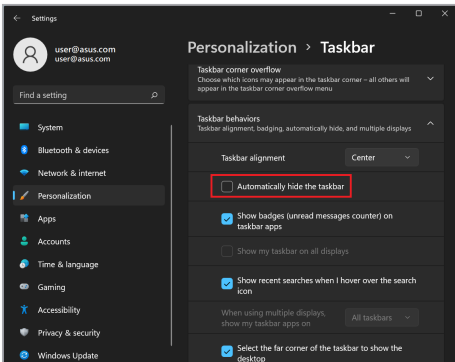 Settings
user@asus.com
user@asus.com
Find a setting
System
Bluetooth & devices
Network & internet
Personalization
Apps
Accounts
Time & language
Gaming
Accessibility
Privacy & security
Windows Update
Personalization > Taskbar
Taskbar corner overflow
Choose which icons may appear in the taskbar corner – all others will
appear in the taskbar corner overflow menu
Taskbar behaviors
Taskbar alignment, badging, automatically hide, and multiple displays
Taskbar alignment
Center
Automatically hide the taskbar
Show badges (unread messages counter) on
taskbar apps
Show my taskbar on all displays
Show recent searches when I hover over the search
icon
When using multiple displays,
show my taskbar apps on
All taskbars
Select the far corner of the taskbar to show the
desktop